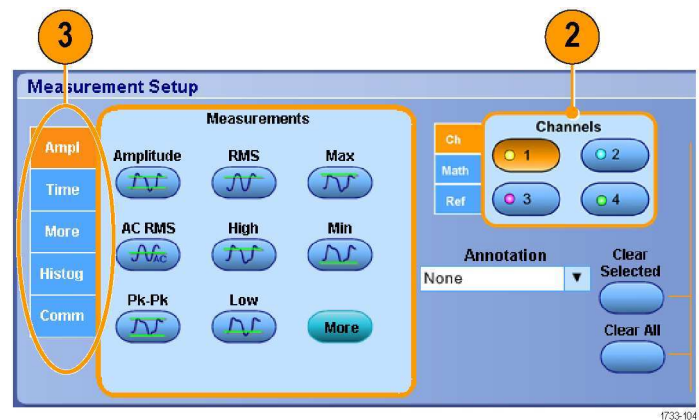 3
2
Measurement Setup
Measurements
Channels
Ampl
Time
More
Histog
Comm
Amplitude
RMS
Max
AC RMS
High
Min
AC
Pk-Pk
Low
More
Ch
Math
Ref
1
2
3
4
Annotation
None
Clear
Selected
Clear All
1733-104